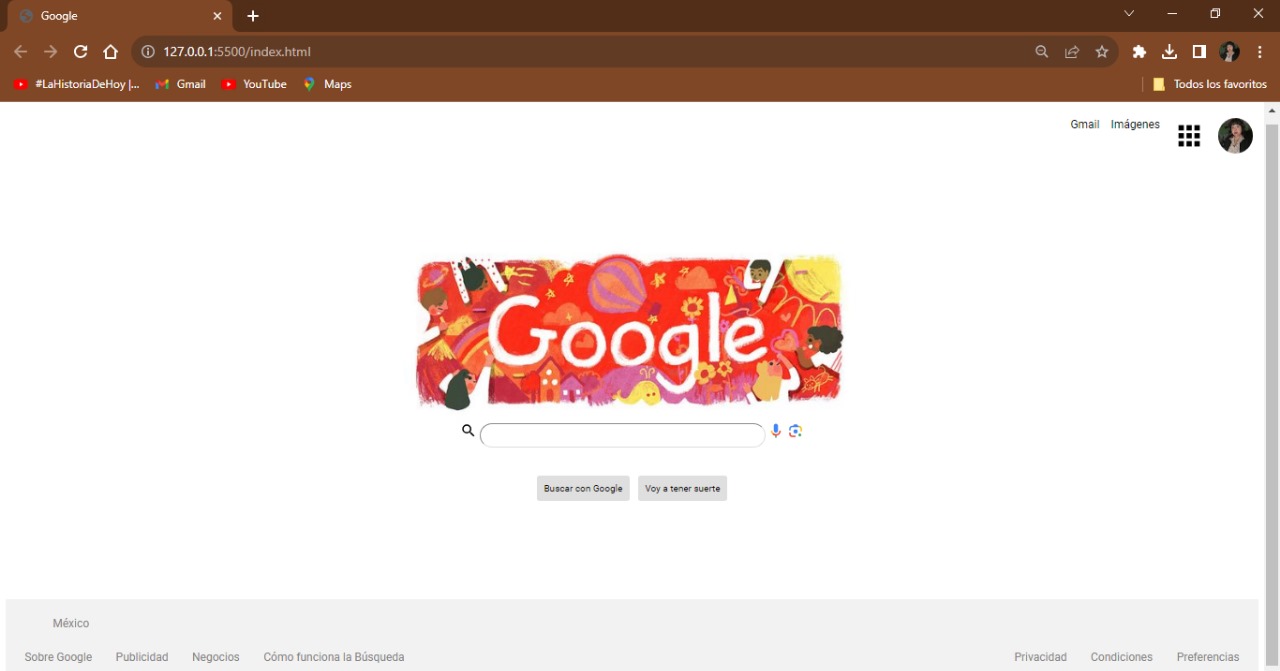 Google
127.0.0.1:5500/index.html
#LaHistoriaDeHoy |... Gmail YouTube Maps Todos los favoritos
Gmail Imágenes
Google
Buscar con Google Voy a tener suerte
México
Sobre Google Publicidad Negocios Cómo funciona la Búsqueda Privacidad Condiciones Preferencias